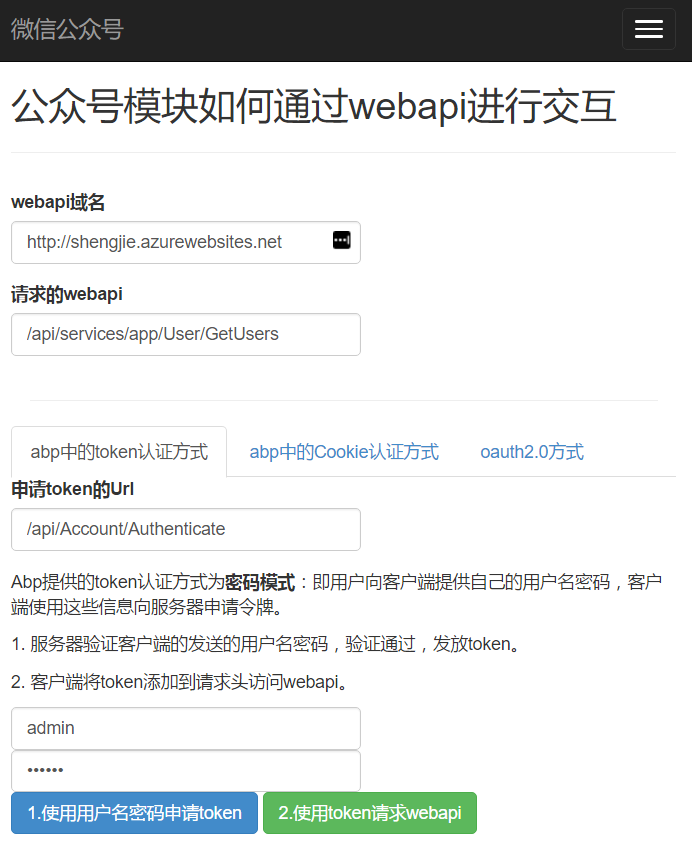 微信公众号
公众号模块如何通过webapi进行交互
webapi域名
http://shengjie.azurewebsites.net
请求的webapi
/api/services/app/User/GetUsers
abp中的token认证方式 abp中的Cookie认证方式 oauth2.0方式
申请token的Url
/api/Account/Authenticate
Abp提供的token认证方式为密码模式：即用户向客户端提供自己的用户名密码，客户
端使用这些信息向服务器申请令牌。
1. 服务器验证客户端的发送的用户名密码，验证通过，发放token。
2. 客户端将token添加到请求头访问webapi。
admin
••••••
1.使用用户名密码申请token 2.使用token请求webapi